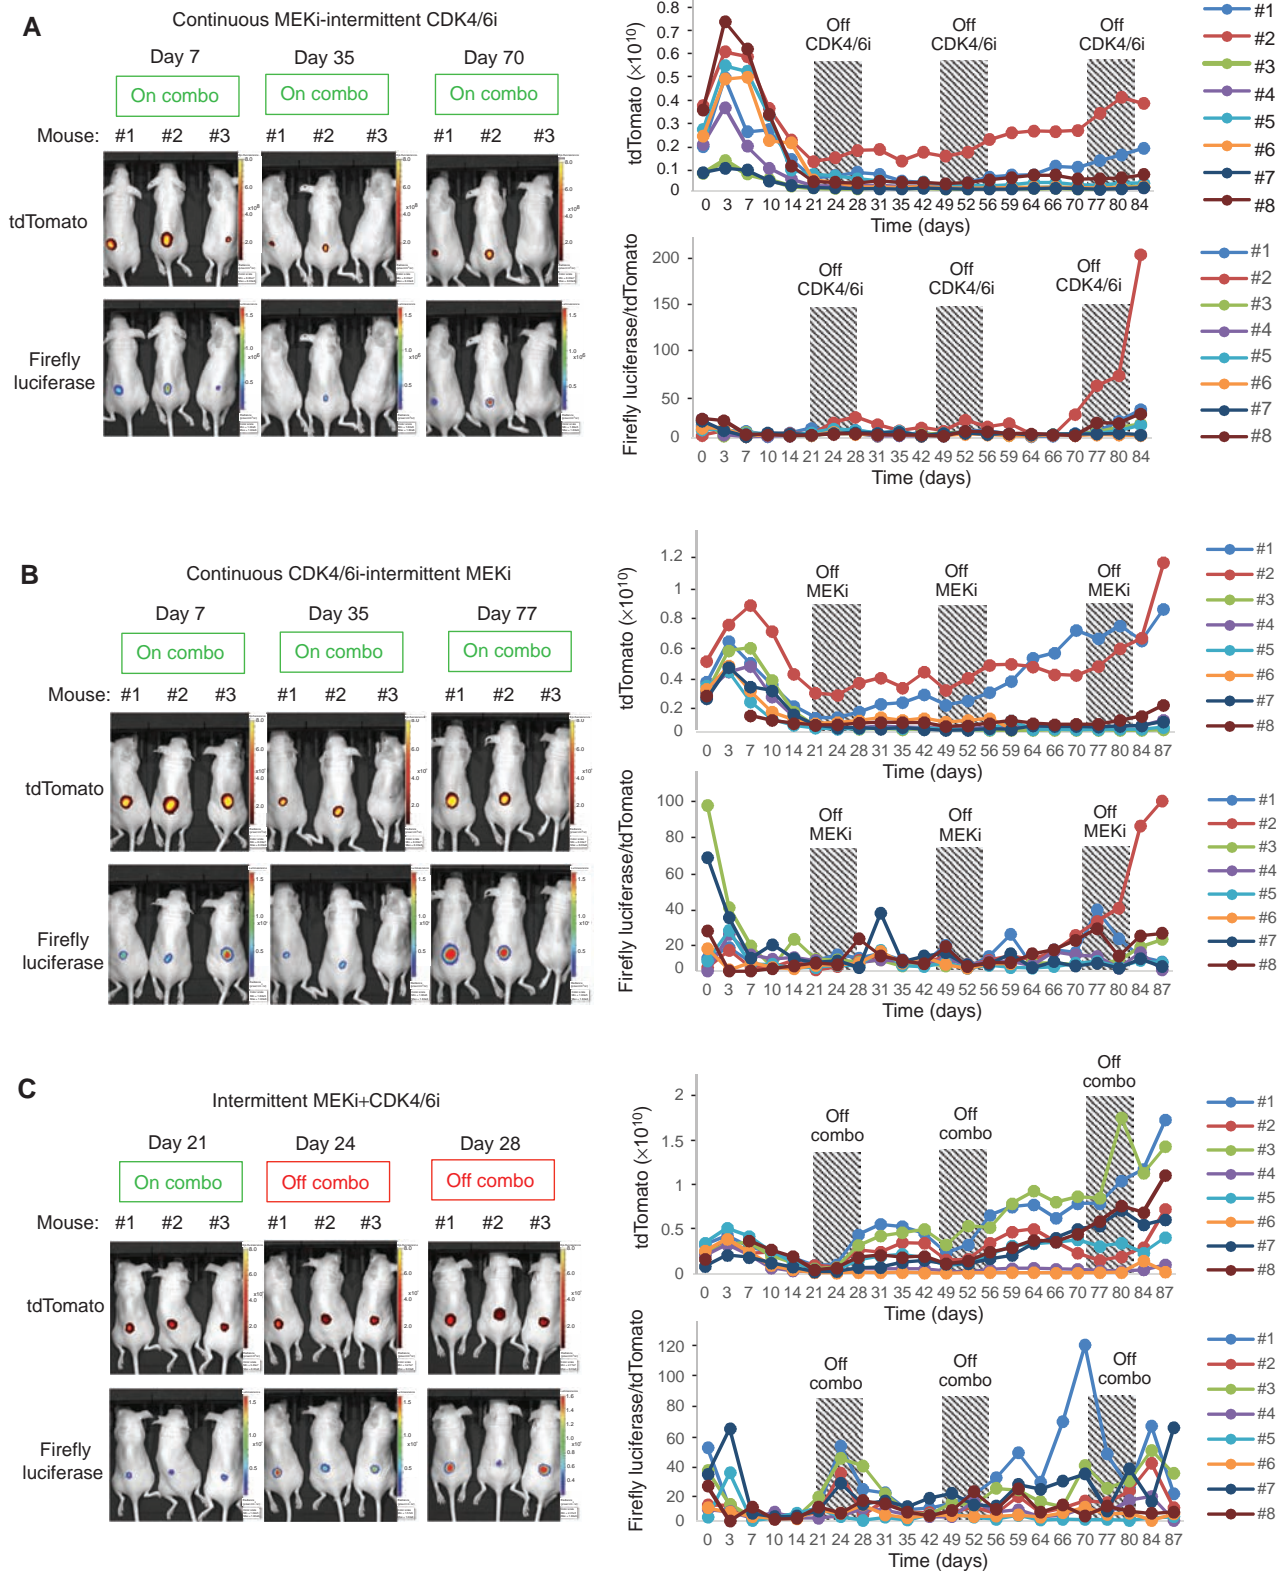 A
Continuous MEKi-intermittent CDK4/6i
Day 7 Day 35 Day 70
On combo On combo On combo
Mouse: #1 #2 #3 #1 #2 #3 #1 #2 #3
tdTomato
Firefly
luciferase
tdTomato (×10¹⁰)
0.8
0.7
0.6
0.5
0.4
0.3
0.2
0.1
0
Off
CDK4/6i
Off
CDK4/6i
Off
CDK4/6i
0 3 7 10 14 21 24 28 31 35 42 49 52 56 59 64 66 70 77 80 84
Time (days)
#1
#2
#3
#4
#5
#6
#7
#8
Firefly luciferase/tdTomato
200
150
100
50
0
Off
CDK4/6i
Off
CDK4/6i
Off
CDK4/6i
0 3 7 10 14 21 24 28 31 35 42 49 52 56 59 64 66 70 77 80 84
Time (days)
#1
#2
#3
#4
#5
#6
#7
#8
B
Continuous CDK4/6i-intermittent MEKi
Day 7 Day 35 Day 77
On combo On combo On combo
Mouse: #1 #2 #3 #1 #2 #3 #1 #2 #3
tdTomato
Firefly
luciferase
tdTomato (×10¹⁰)
1.2
1
0.8
0.6
0.4
0.2
0
Off
MEKi
Off
MEKi
Off
MEKi
0 3 7 10 14 21 24 28 31 35 42 49 52 56 59 64 66 70 77 80 84 87
Time (days)
#1
#2
#3
#4
#5
#6
#7
#8
Firefly luciferase/tdTomato
100
80
60
40
20
0
Off
MEKi
Off
MEKi
Off
MEKi
0 3 7 10 14 21 24 28 31 35 42 49 52 56 59 64 66 70 77 80 84 87
Time (days)
#1
#2
#3
#4
#5
#6
#7
#8
C
Intermittent MEKi+CDK4/6i
Day 21 Day 24 Day 28
On combo Off combo Off combo
Mouse: #1 #2 #3 #1 #2 #3 #1 #2 #3
tdTomato
Firefly
luciferase
tdTomato (×10¹⁰)
2
1.5
1
0.5
0
Off
combo
Off
combo
Off
combo
0 3 7 10 14 21 24 28 31 35 42 49 52 56 59 64 66 70 77 80 84 87
Time (days)
#1
#2
#3
#4
#5
#6
#7
#8
Firefly luciferase/tdTomato
120
100
80
60
40
20
0
Off
combo
Off
combo
Off
combo
0 3 7 10 14 21 24 28 31 35 42 49 52 56 59 64 66 70 77 80 84 87
Time (days)
#1
#2
#3
#4
#5
#6
#7
#8